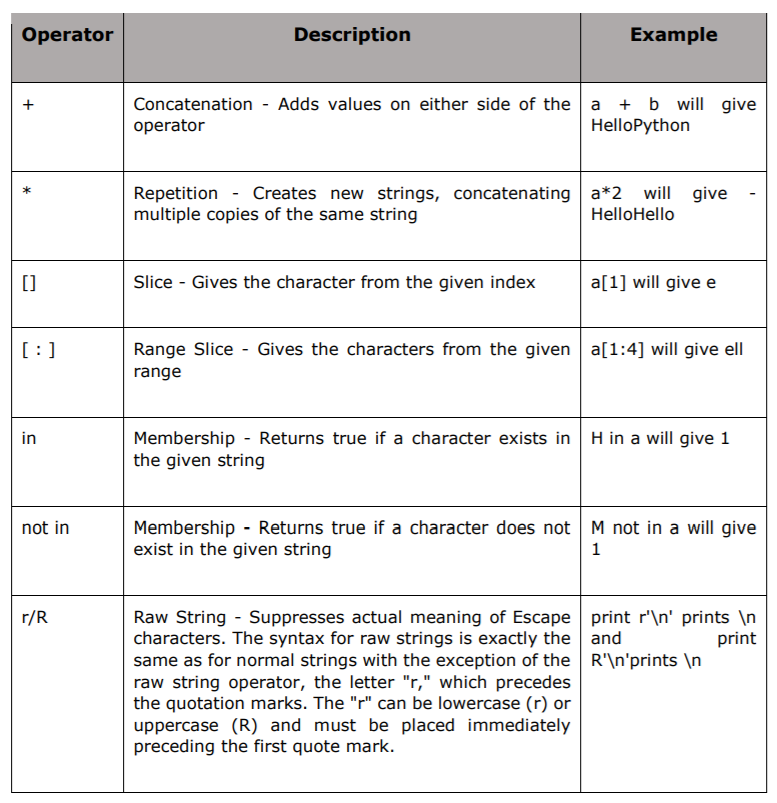 Operator Description Example
+ Concatenation - Adds values on either side of the a + b will give
operator HelloPython
* Repetition - Creates new strings, concatenating a*2 will give -
multiple copies of the same string HelloHello
[] Slice - Gives the character from the given index a[1] will give e
[ : ] Range Slice - Gives the characters from the given a[1:4] will give ell
range
in Membership - Returns true if a character exists in H in a will give 1
the given string
not in Membership - Returns true if a character does not M not in a will give
exist in the given string 1
r/R Raw String - Suppresses actual meaning of Escape print r'\n' prints \n
characters. The syntax for raw strings is exactly the and print
same as for normal strings with the exception of the R'\n'prints \n
raw string operator, the letter "r," which precedes
the quotation marks. The "r" can be lowercase (r) or
uppercase (R) and must be placed immediately
preceding the first quote mark.